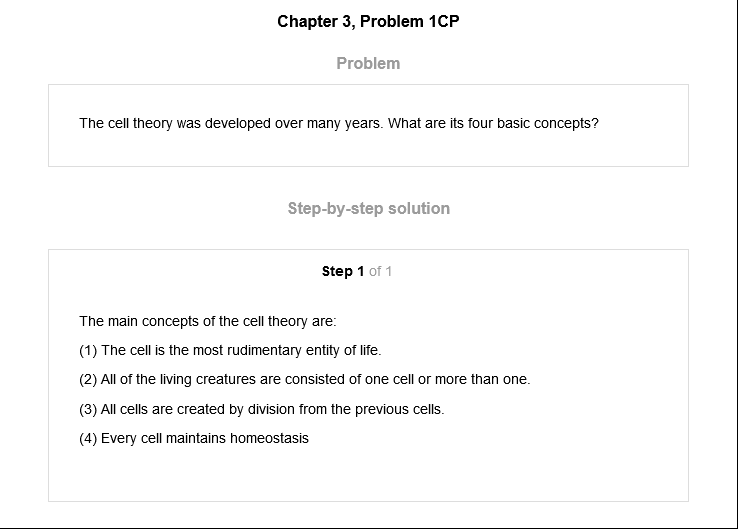 Chapter 3, Problem 1CP
Problem
The cell theory was developed over many years. What are its four basic concepts?
Step-by-step solution
Step 1 of 1
The main concepts of the cell theory are:
(1) The cell is the most rudimentary entity of life.
(2) All of the living creatures are consisted of one cell or more than one.
(3) All cells are created by division from the previous cells.
(4) Every cell maintains homeostasis